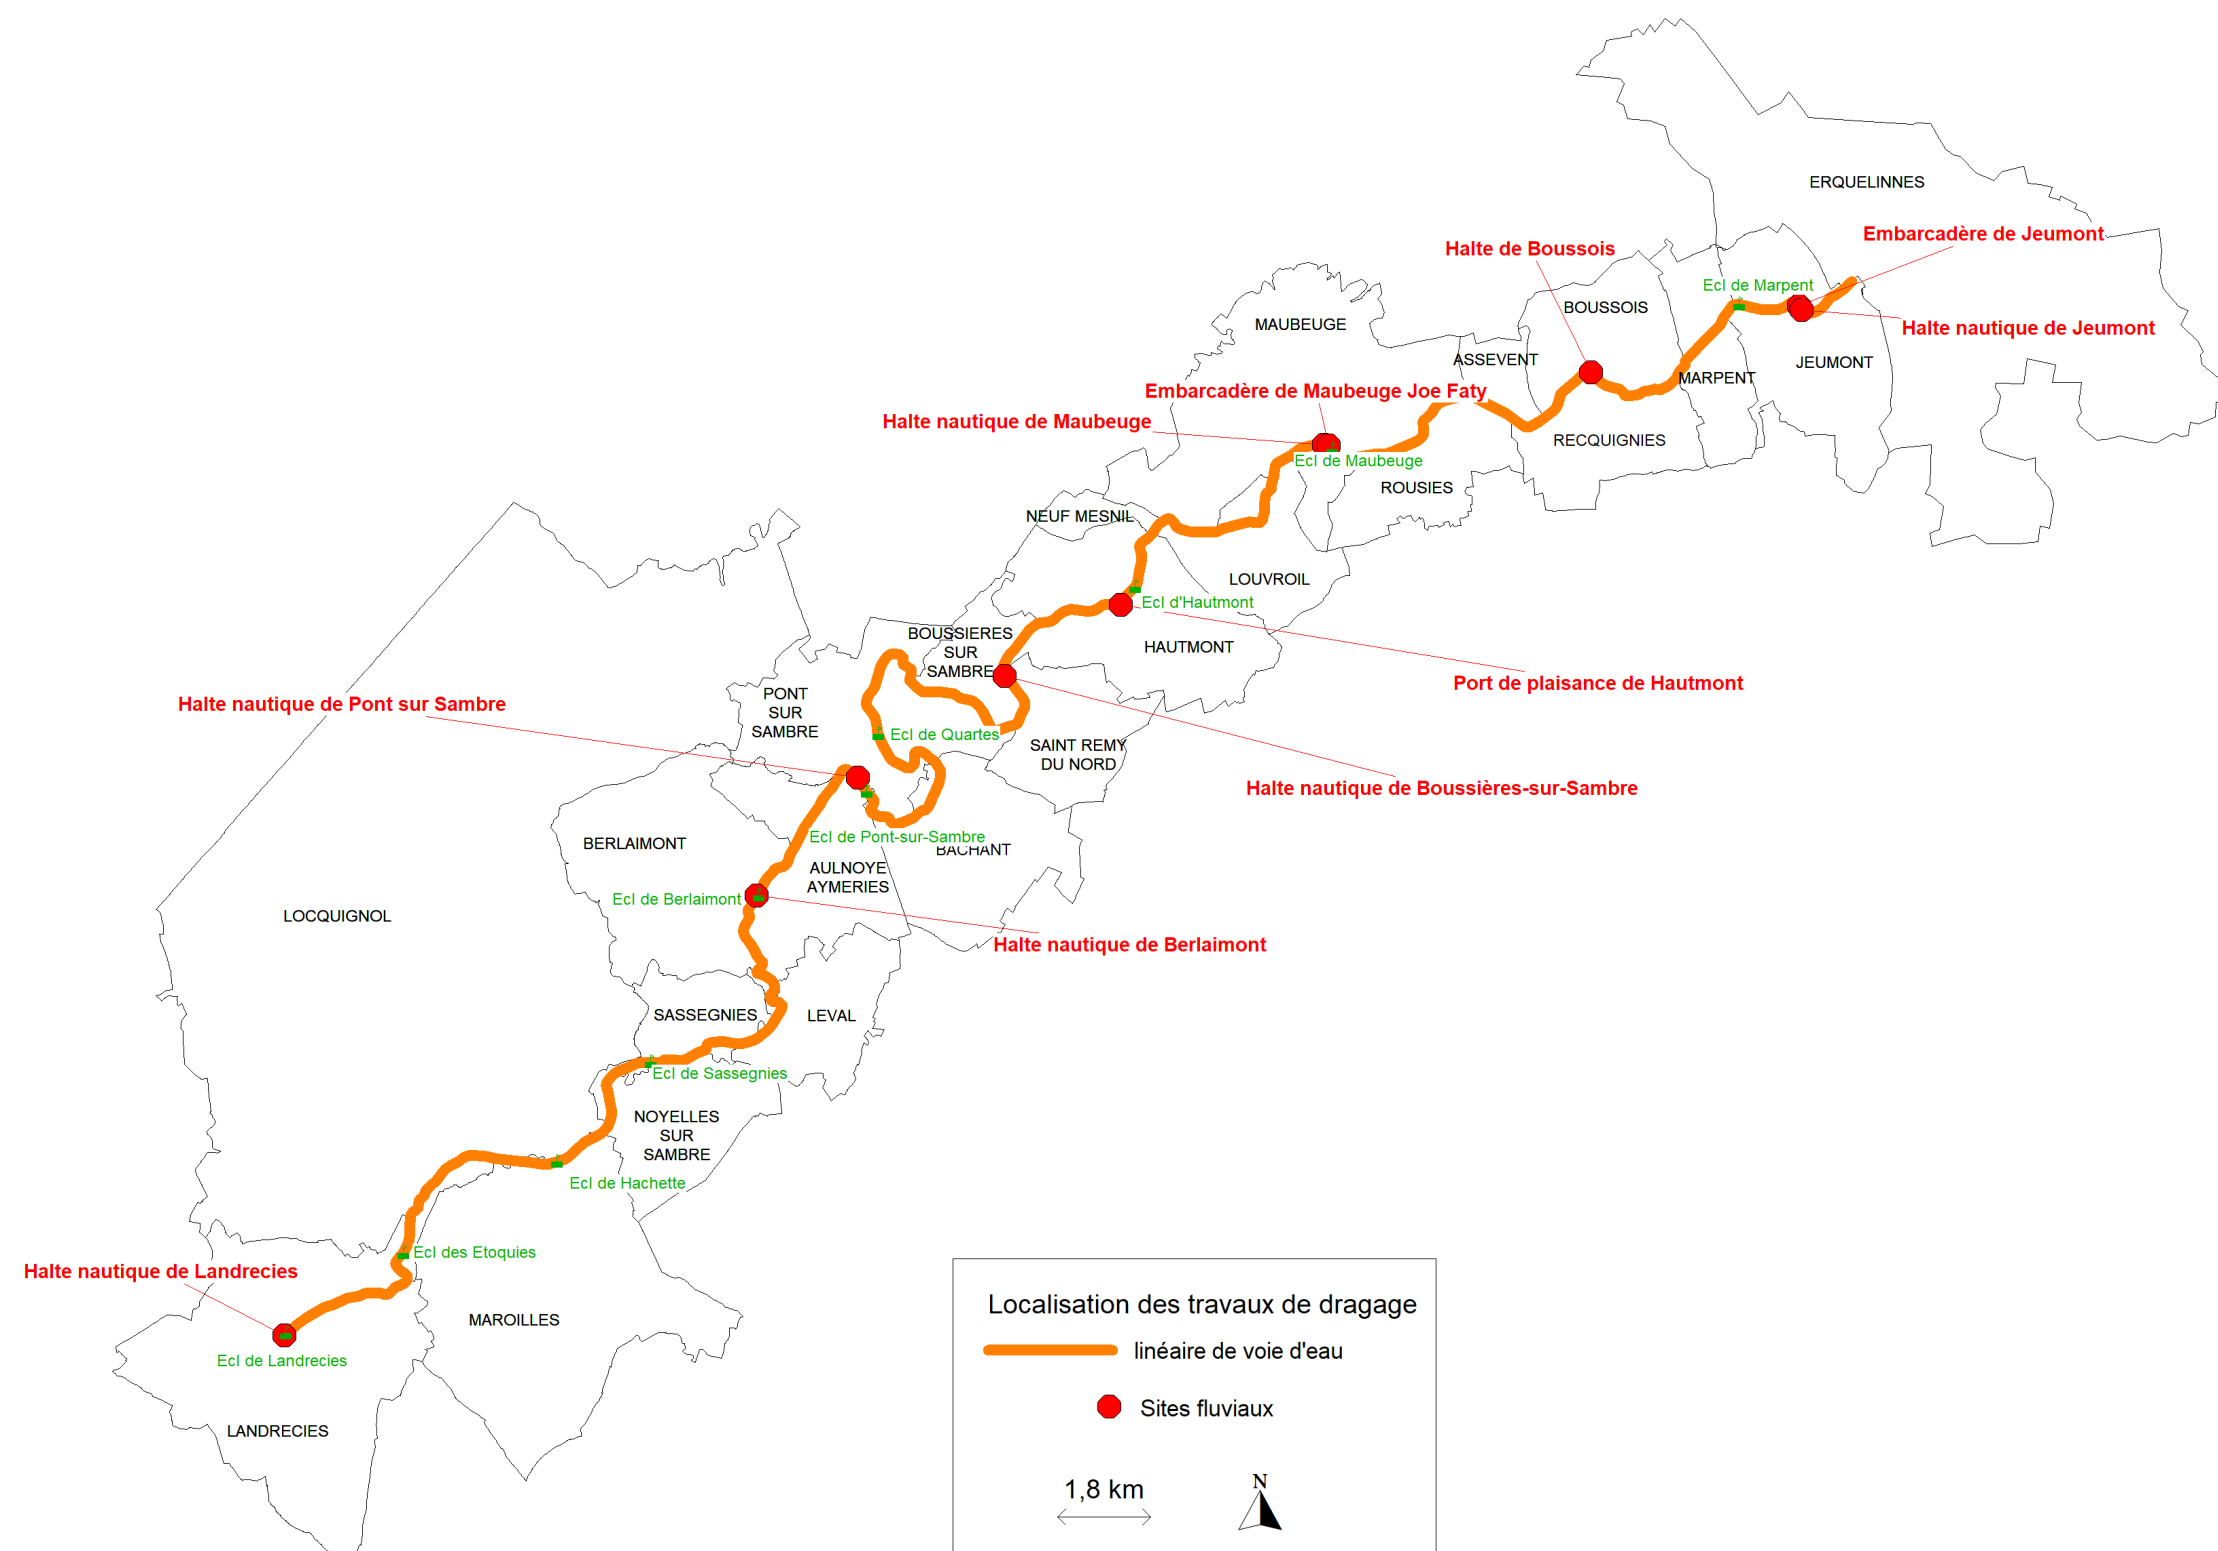 ERQUELINNES
Embarcadère de Jeumont
Halte de Boussois
Ecl de Marpent
BOUSSOIS
MAUBEUGE
Halte nautique de Jeumont
ASSEVENT
JEUMONT
MARPENT
Embarcadère de Maubeuge Joe Faty
Halte nautique de Maubeuge
RECQUIGNIES
Ecl de Maubeuge
ROUSIES
NEUF MESNIL
LOUVROIL
Ecl d'Hautmont
BOUSSIERES
SUR
SAMBRE
HAUTMONT
Port de plaisance de Hautmont
PONT
SUR
SAMBRE
Halte nautique de Pont sur Sambre
Ecl de Quartes
SAINT REMY
DU NORD
Halte nautique de Boussières-sur-Sambre
Ecl de Pont-sur-Sambre
BERLAIMONT
BACHANT
AULNOYE
AYMERIES
Ecl de Berlaimont
LOCQUIGNOL
Halte nautique de Berlaimont
SASSEGNIES
LEVAL
Ecl de Sassegnies
NOYELLES
SUR
SAMBRE
Ecl de Hachette
Ecl des Etoquies
Halte nautique de Landrecies
MAROILLES
Ecl de Landrecies
LANDRECIES
Localisation des travaux de dragage
linéaire de voie d'eau
Sites fluviaux
1,8 km
N